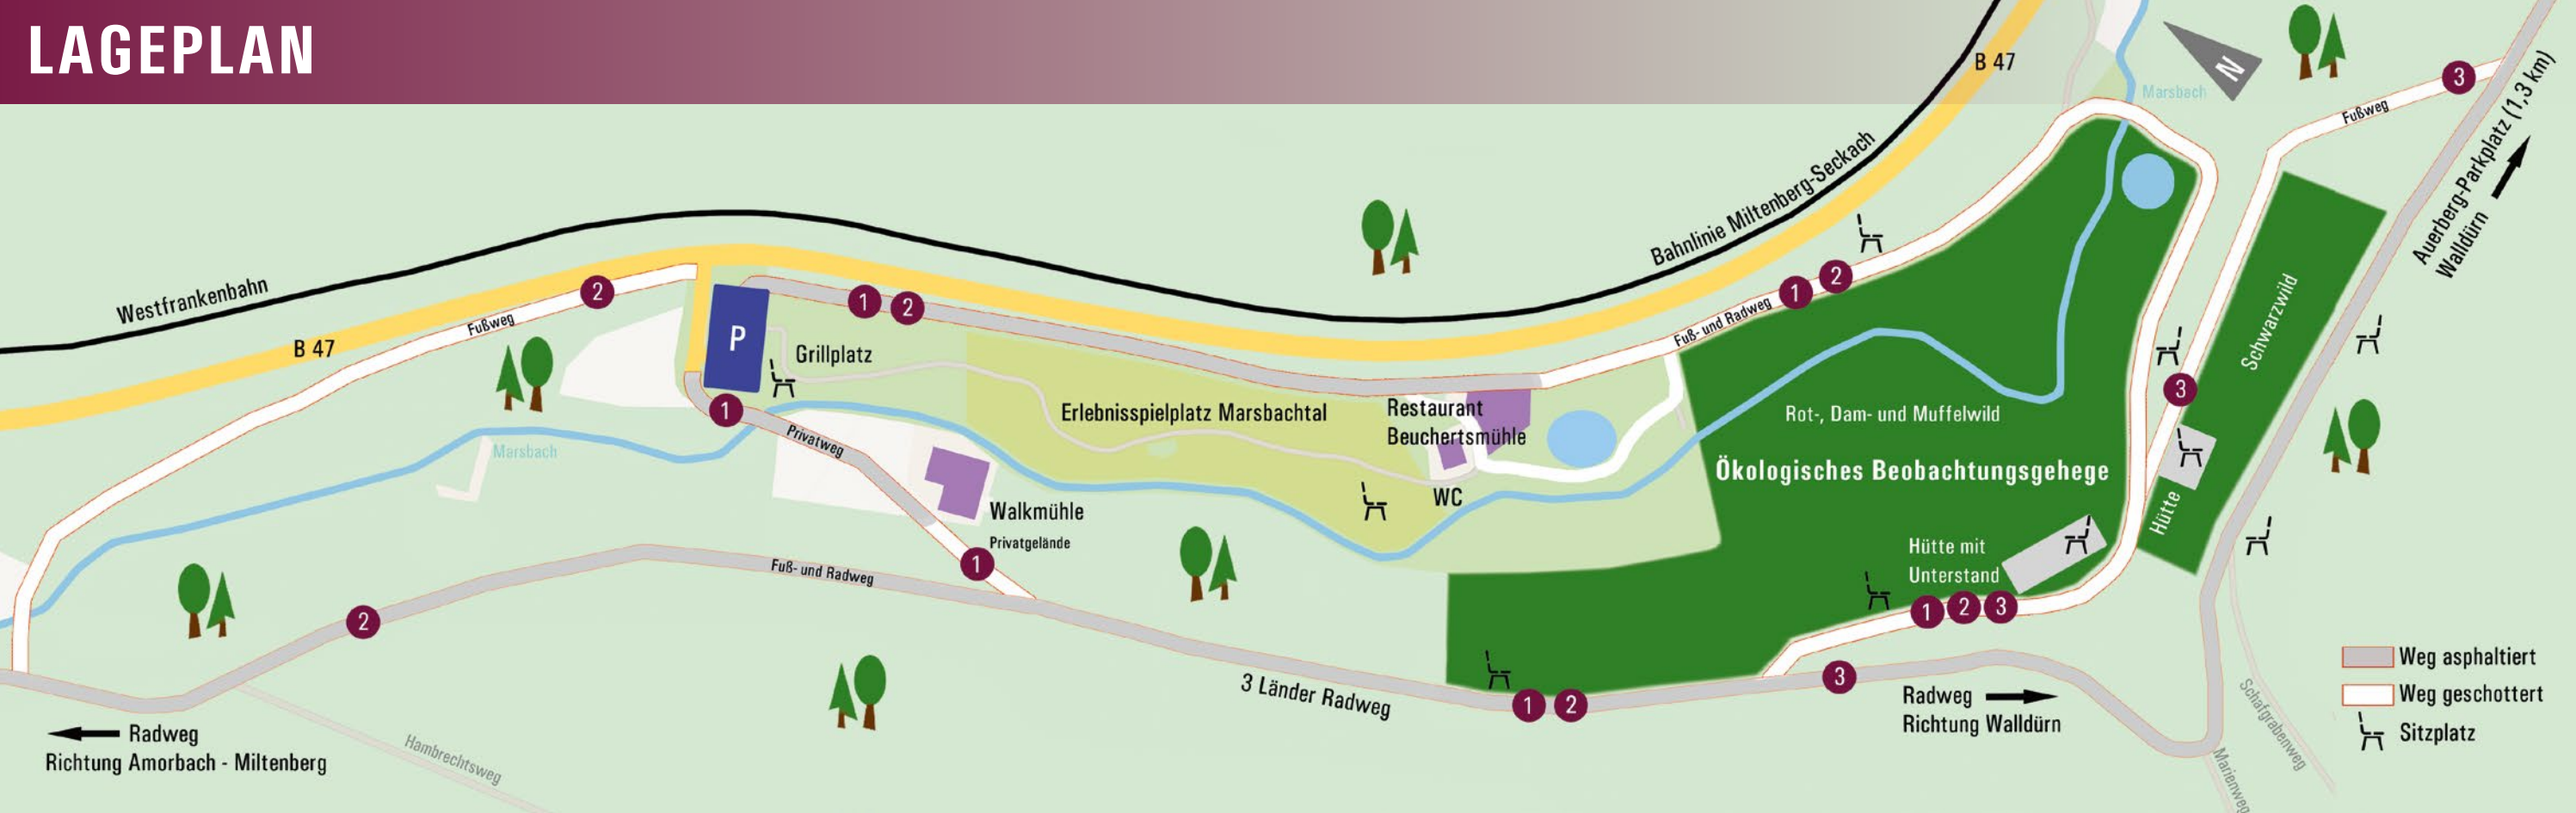 LAGEPLAN
B 47
N
Marsbach
3
Fußweg
Auerberg-Parkplatz (1,3 km)
Walldürn
Westfrankenbahn
B 47
Fußweg
2
P
Grillplatz
1 2
Bahnlinie Miltenberg-Seckach
Fuß- und Radweg
1 2
Schwarzwild
3
Hütte
Marsbach
1
Privatweg
Erlebnisspielplatz Marsbachtal
Restaurant
Beuchertsmühle
WC
Rot-, Dam- und Muffelwild
Ökologisches Beobachtungsgehege
Walkmühle
Privatgelände
1
Fuß- und Radweg
2
Hütte mit
Unterstand
1 2 3
3 Länder Radweg
1 2
3
Radweg
Richtung Walldürn
Radweg
Richtung Amorbach - Miltenberg
Hambrechtsweg
Schafgrabenweg
Marienweg
Weg asphaltiert
Weg geschottert
Sitzplatz